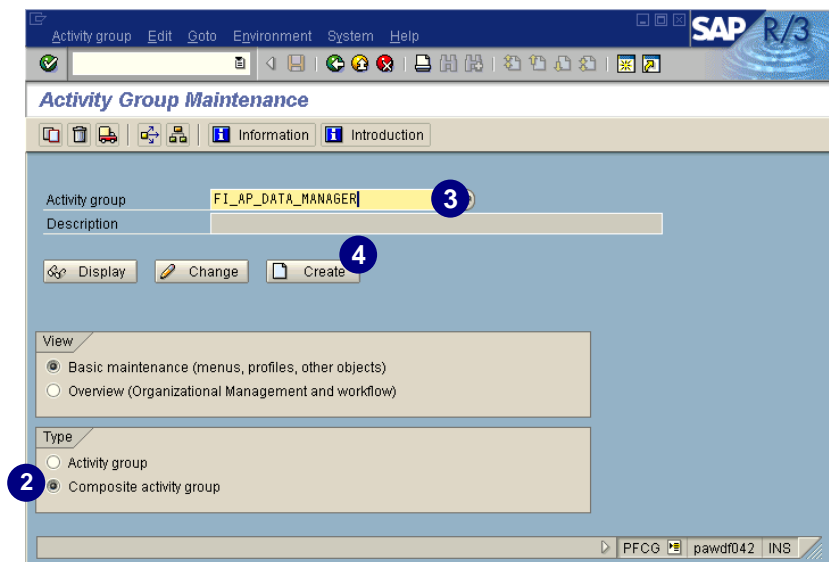 Activity group Edit Goto Environment System Help
SAP R/3
Activity Group Maintenance
Information Introduction
Activity group FI_AP_DATA_MANAGER 3
Description
4
Display Change Create
View
Basic maintenance (menus, profiles, other objects)
Overview (Organizational Management and workflow)
Type
Activity group
2 Composite activity group
PFCG pawdf042 INS